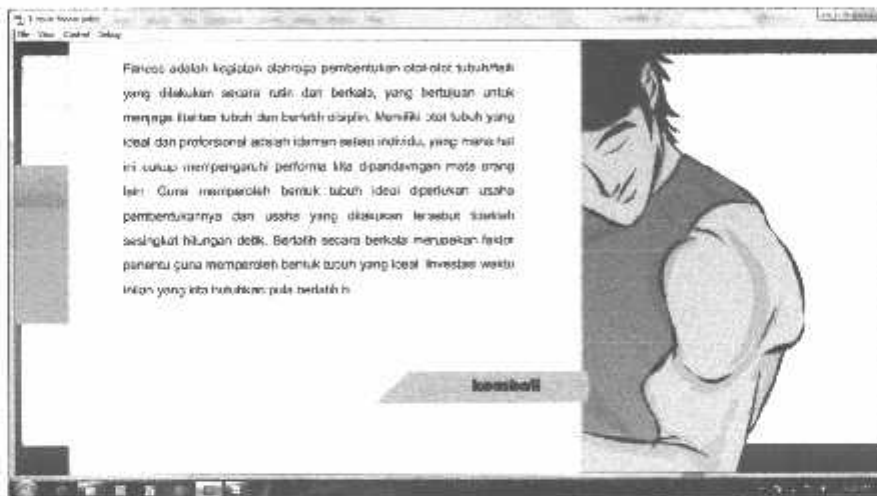 File View Control Debug
Fitness adalah kegiatan olahraga pembentukan otot-otot tubuh/fisik
yang dilakukan secara rutin dan berkala, yang bertujuan untuk
menjaga fitalitas tubuh dan berlatih disiplin. Memiliki otot tubuh yang
ideal dan proforsional adalah idaman setiap individu, yang mana hal
ini cukup mempengaruhi performa kita dipandangan mata orang
lain. Guna memperoleh bentuk tubuh ideal diperlukan usaha
pembentukannya dan usaha yang dilakukan tersebut tidaklah
sesingkat hitungan detik. Berlatih secara berkala merupakan faktor
penentu guna memperoleh bentuk tubuh yang ideal. Investasi waktu
inilah yang kita butuhkan pula berlatih
kembali